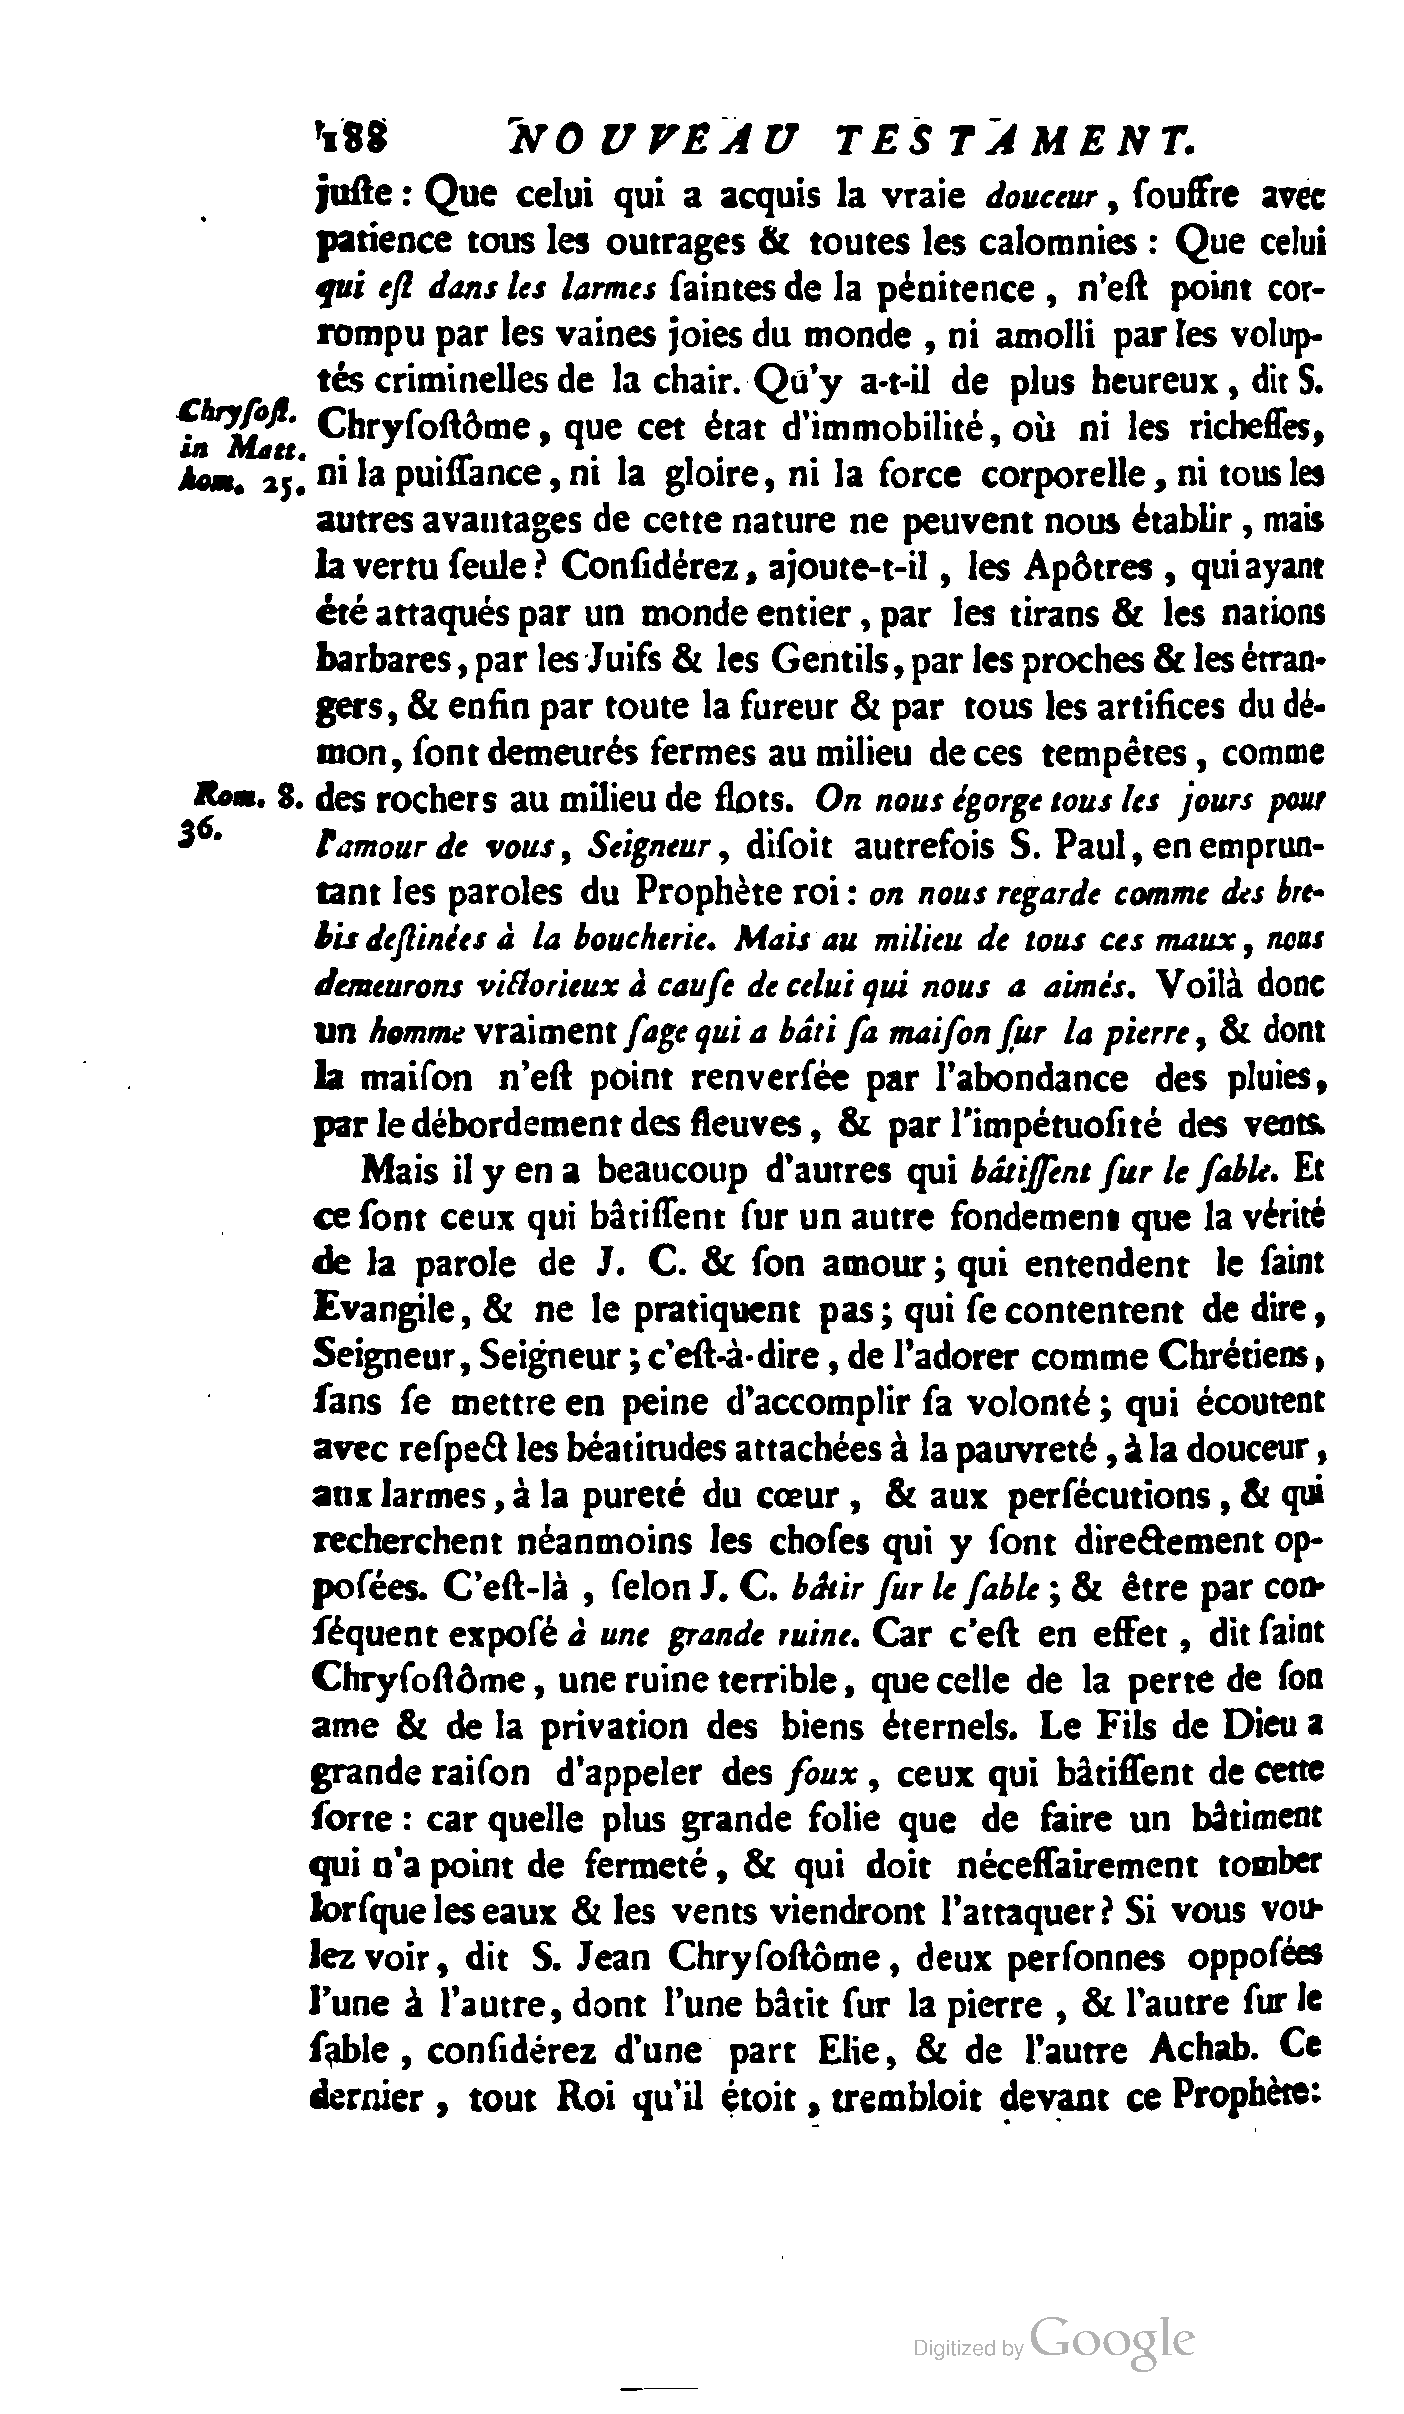 188 NOUVEAU TESTAMENT.
juſte : Que celui qui a acquis la vraie douceur, ſouffre avec
patience tous les outrages & toutes les calomnies : Que celui
qui eſt dans les larmes ſaintes de la pénitence, n'eſt point cor-
rompu par les vaines joies du monde, ni amolli par les volup-
tés criminelles de la chair. Qu'y a-t-il de plus heureux, dit S.
Chryſoſt.
in Matt.
hom. 25.
Chryſoſtôme, que cet état d'immobilité, où ni les richeſſes,
ni la puiſſance, ni la gloire, ni la force corporelle, ni tous les
autres avantages de cette nature ne peuvent nous établir, mais
la vertu ſeule ? Conſidérez, ajoute-t-il, les Apôtres, qui ayant
été attaqués par un monde entier, par les tirans & les nations
barbares, par les Juifs & les Gentils, par les proches & les étran-
gers, & enfin par toute la fureur & par tous les artifices du dé-
mon, ſont demeurés fermes au milieu de ces tempêtes, comme
Rom. 8.
36.
des rochers au milieu de flots. On nous égorge tous les jours pour
l'amour de vous, Seigneur, diſoit autrefois S. Paul, en emprun-
tant les paroles du Prophète roi : on nous regarde comme des bre-
bis deſtinées à la boucherie. Mais au milieu de tous ces maux, nous
demeurons victorieux à cauſe de celui qui nous a aimés. Voilà donc
un homme vraiment ſage qui a bâti ſa maiſon ſur la pierre, & dont
la maiſon n'eſt point renverſée par l'abondance des pluies,
par le débordement des fleuves, & par l'impétuoſité des vents.
Mais il y en a beaucoup d'autres qui bâtiſſent ſur le ſable. Et
ce ſont ceux qui bâtiſſent ſur un autre fondement que la vérité
de la parole de J. C. & ſon amour ; qui entendent le ſaint
Evangile, & ne le pratiquent pas ; qui ſe contentent de dire,
Seigneur, Seigneur ; c'eſt-à-dire, de l'adorer comme Chrétiens,
ſans ſe mettre en peine d'accomplir ſa volonté ; qui écoutent
avec reſpect les béatitudes attachées à la pauvreté, à la douceur,
aux larmes, à la pureté du cœur, & aux perſécutions, & qui
recherchent néanmoins les choſes qui y ſont directement op-
poſées. C'eſt-là, ſelon J. C. bâtir ſur le ſable ; & être par con-
ſéquent expoſé à une grande ruine. Car c'eſt en effet, dit ſaint
Chryſoſtôme, une ruine terrible, que celle de la perte de ſon
ame & de la privation des biens éternels. Le Fils de Dieu a
grande raiſon d'appeler des foux, ceux qui bâtiſſent de cette
ſorte : car quelle plus grande folie que de faire un bâtiment
qui n'a point de fermeté, & qui doit néceſſairement tomber
lorſque les eaux & les vents viendront l'attaquer ? Si vous vou-
lez voir, dit S. Jean Chryſoſtôme, deux perſonnes oppoſées
l'une à l'autre, dont l'une bâtit ſur la pierre, & l'autre ſur le
ſable, conſidérez d'une part Elie, & de l'autre Achab. Ce
dernier, tout Roi qu'il étoit, trembloit devant ce Prophète :
Digitized by Google